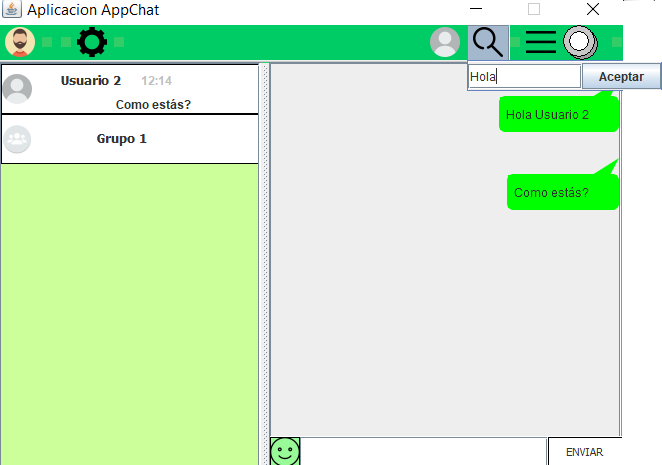 Aplicacion AppChat
Hola
Aceptar
Usuario 2 12:14
Como estás?
Grupo 1
Hola Usuario 2
Como estás?
ENVIAR